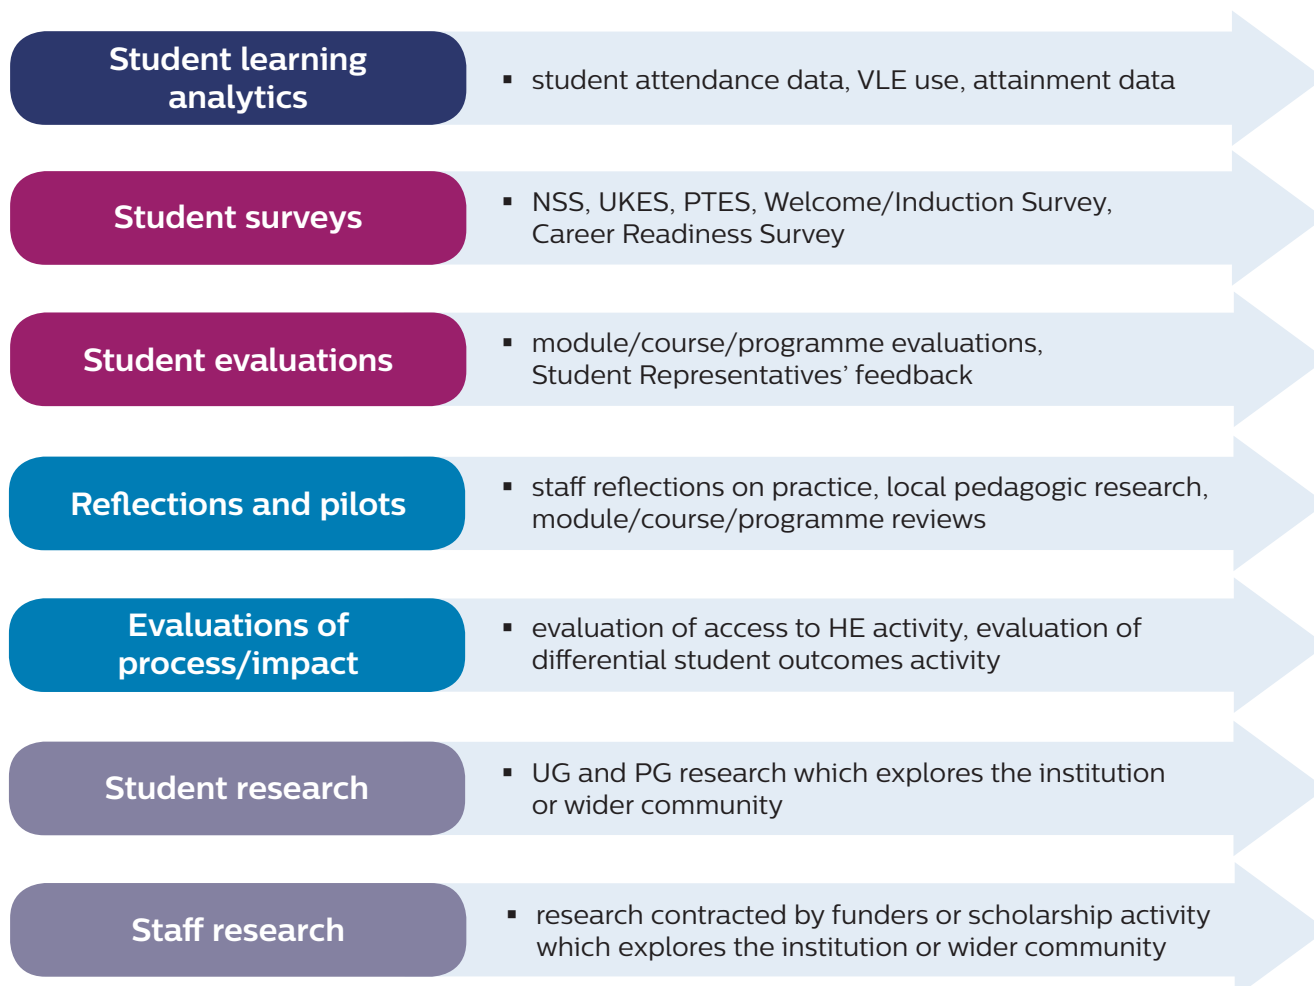 Student learning
analytics
▪ student attendance data, VLE use, attainment data
Student surveys
▪ NSS, UKES, PTES, Welcome/Induction Survey,
Career Readiness Survey
Student evaluations
▪ module/course/programme evaluations,
Student Representatives’ feedback
Reflections and pilots
▪ staff reflections on practice, local pedagogic research,
module/course/programme reviews
Evaluations of
process/impact
▪ evaluation of access to HE activity, evaluation of
differential student outcomes activity
Student research
▪ UG and PG research which explores the institution
or wider community
Staff research
▪ research contracted by funders or scholarship activity
which explores the institution or wider community